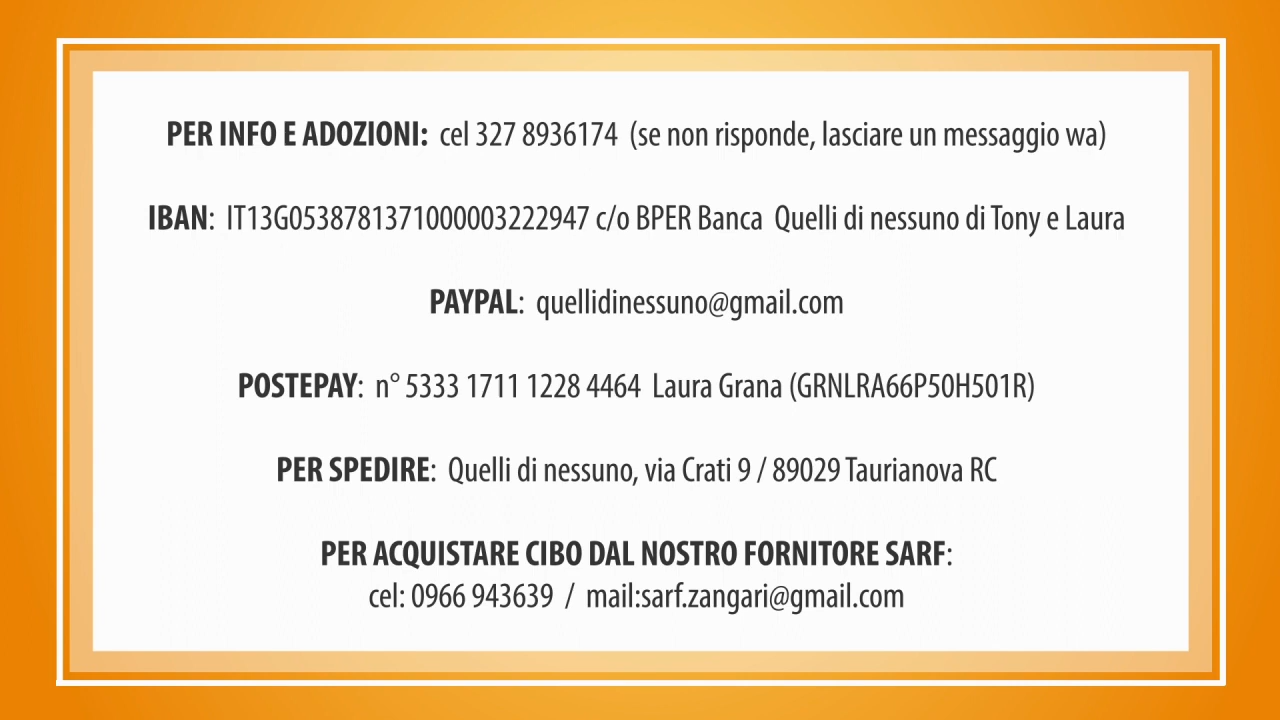 PER INFO E ADOZIONI: cel 327 8936174 (se non risponde, lasciare un messaggio wa)
IBAN: IT13G0538781371000003222947 c/o BPER Banca Quelli di nessuno di Tony e Laura
PAYPAL: quellidinessuno@gmail.com
POSTEPAY: n° 5333 1711 1228 4464 Laura Grana (GRNLRA66P50H501R)
PER SPEDIRE: Quelli di nessuno, via Crati 9 / 89029 Taurianova RC
PER ACQUISTARE CIBO DAL NOSTRO FORNITORE SARF:
cel: 0966 943639 / mail:sarf.zangari@gmail.com